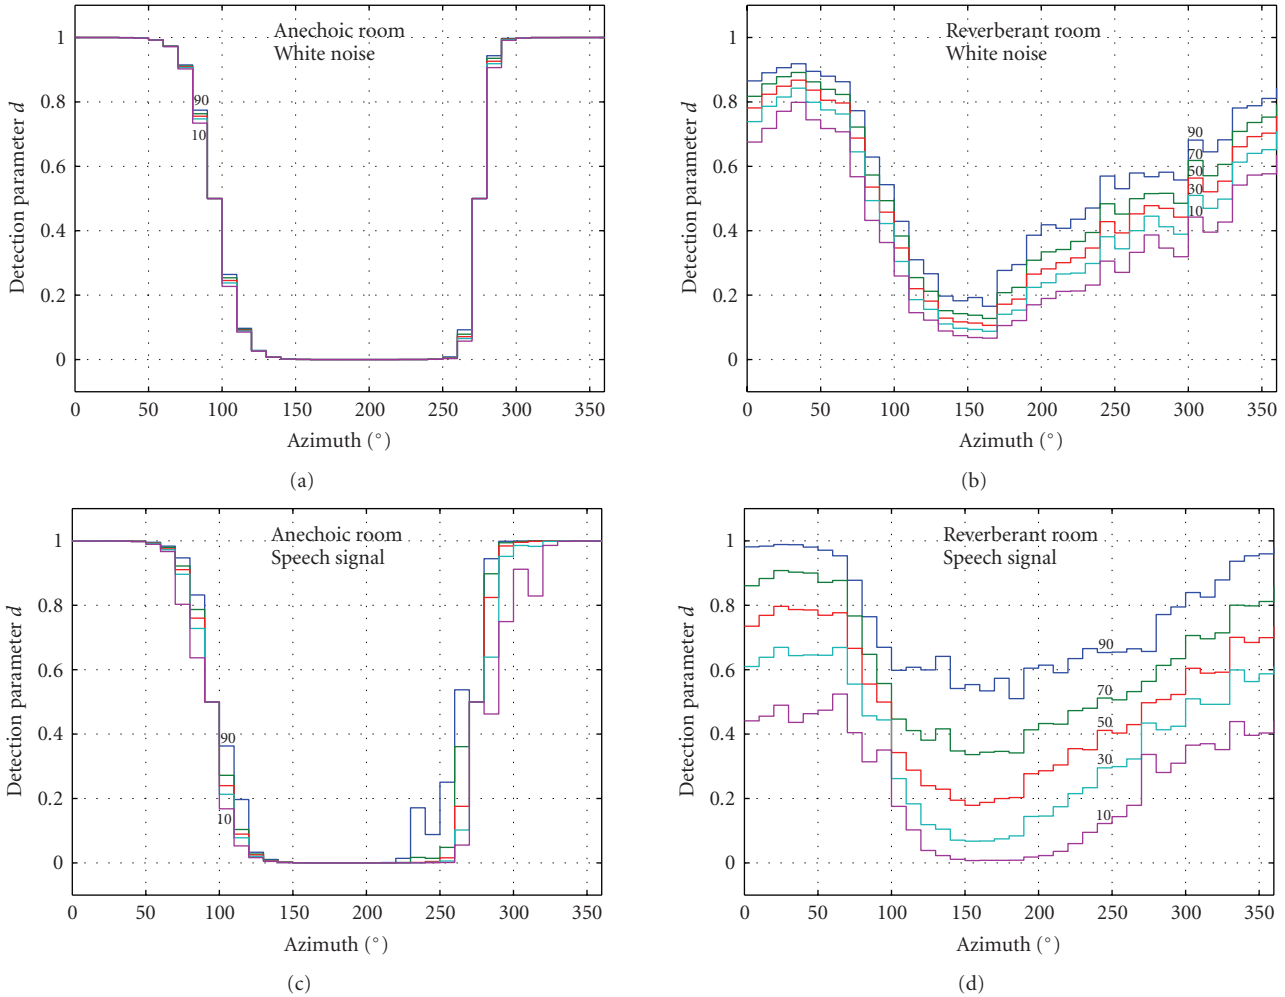 Anechoic room
White noise
Detection parameter d
1
0.8
0.6
0.4
0.2
0
90
10
0 50 100 150 200 250 300 350
Azimuth (°)
(a)
Reverberant room
White noise
Detection parameter d
1
0.8
0.6
0.4
0.2
0
90
70
50
30
10
0 50 100 150 200 250 300 350
Azimuth (°)
(b)
Anechoic room
Speech signal
Detection parameter d
1
0.8
0.6
0.4
0.2
0
90
10
0 50 100 150 200 250 300 350
Azimuth (°)
(c)
Reverberant room
Speech signal
Detection parameter d
1
0.8
0.6
0.4
0.2
0
90
70
50
30
10
0 50 100 150 200 250 300 350
Azimuth (°)
(d)